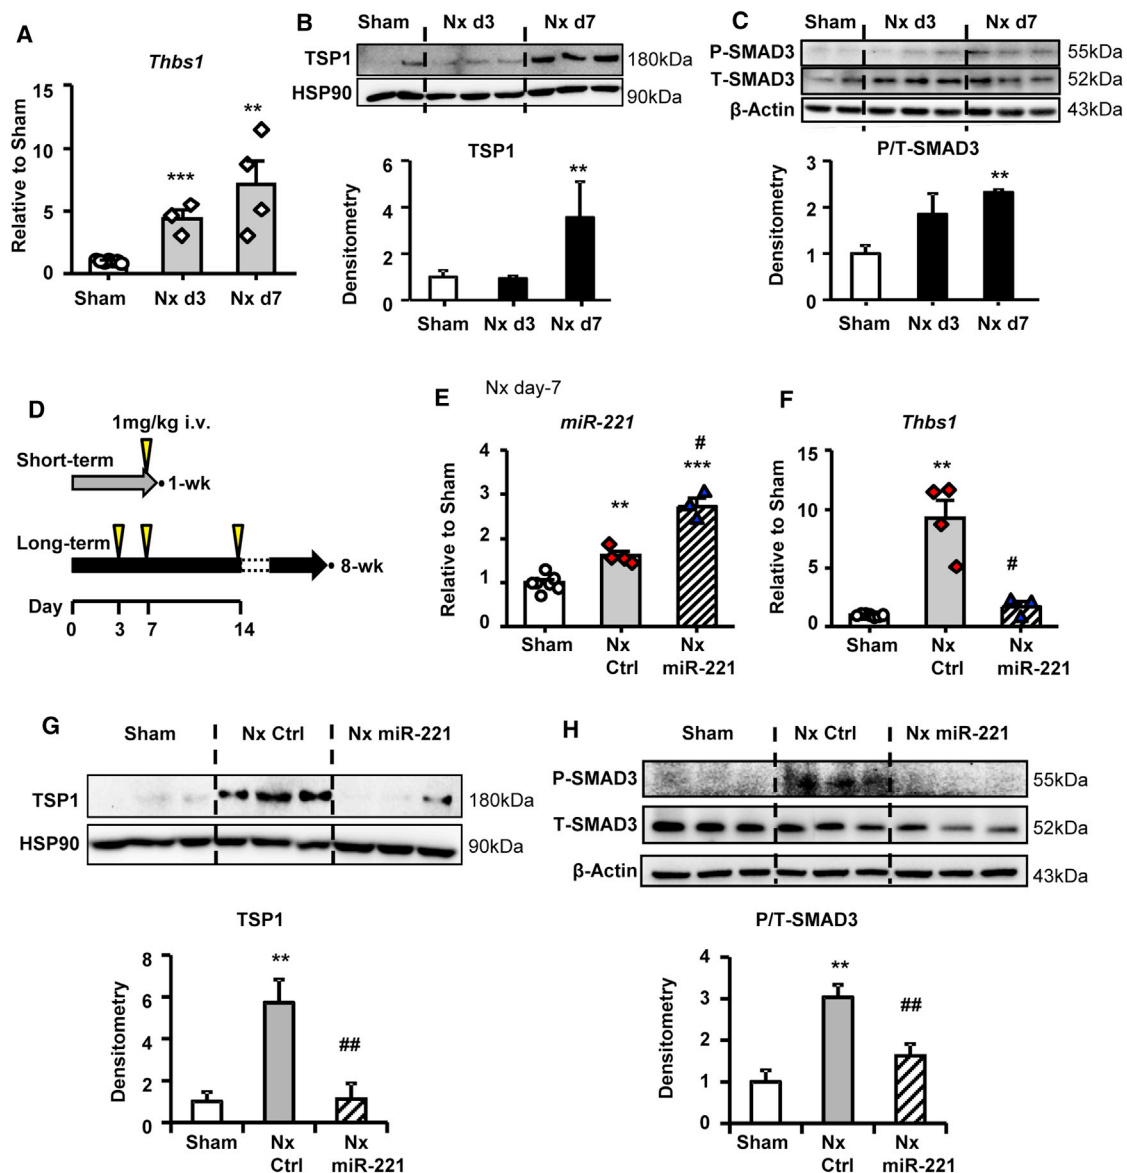 A
Thbs1
Relative to Sham
15
10
5
0
***
**
Sham Nx d3 Nx d7
B
Sham Nx d3 Nx d7
TSP1 180kDa
HSP90 90kDa
TSP1
Densitometry
6
4
2
0
**
Sham Nx d3 Nx d7
C
Sham Nx d3 Nx d7
P-SMAD3 55kDa
T-SMAD3 52kDa
β-Actin 43kDa
P/T-SMAD3
Densitometry
3
2
1
0
**
Sham Nx d3 Nx d7
D
1mg/kg i.v.
Short-term
1-wk
Long-term
8-wk
Day
0 3 7 14
E
Nx day-7
miR-221
Relative to Sham
4
3
2
1
0
**
#
***
Sham Nx Nx
Ctrl miR-221
F
Thbs1
Relative to Sham
15
10
5
0
**
#
Sham Nx Nx
Ctrl miR-221
G
Sham Nx Ctrl Nx miR-221
TSP1 180kDa
HSP90 90kDa
TSP1
Densitometry
8
6
4
2
0
**
##
Sham Nx Nx
Ctrl miR-221
H
Sham Nx Ctrl Nx miR-221
P-SMAD3 55kDa
T-SMAD3 52kDa
β-Actin 43kDa
P/T-SMAD3
Densitometry
4
3
2
1
0
**
##
Sham Nx Nx
Ctrl miR-221